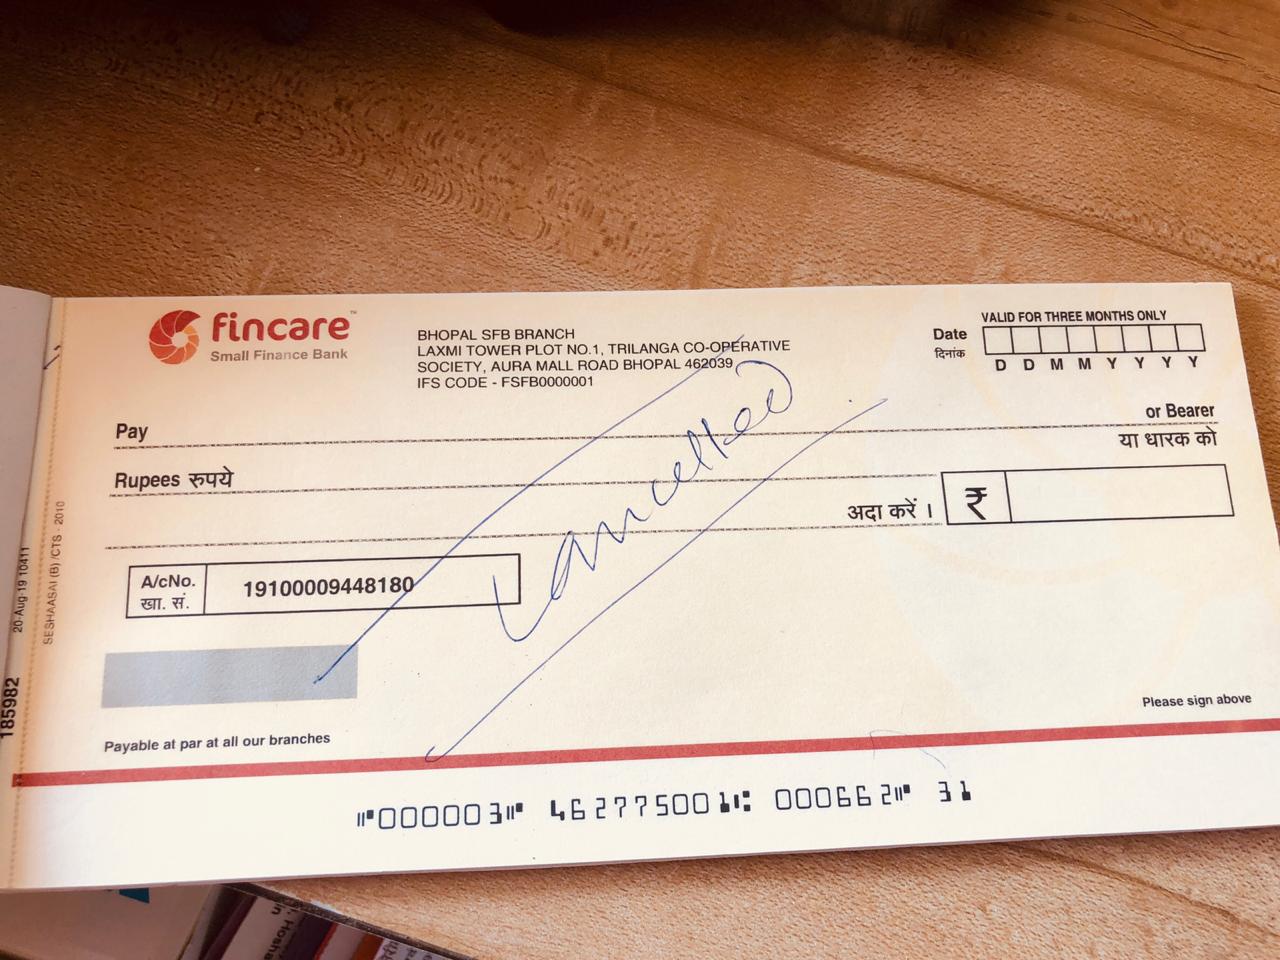 fincare™
Small Finance Bank
BHOPAL SFB BRANCH
LAXMI TOWER PLOT NO.1, TRILANGA CO-OPERATIVE
SOCIETY, AURA MALL ROAD BHOPAL 462039
IFS CODE - FSFB0000001
VALID FOR THREE MONTHS ONLY
Date
दिनांक
D D M M Y Y Y Y
Pay
or Bearer
या धारक को
Rupees रुपये
अदा करें ।
₹
Cancelled
A/cNo.
खा. सं.
19100009448180
Please sign above
Payable at par at all our branches
⑈000003⑈ 462775001⑆ 000662⑈ 31
SESHAASAI (B) /CTS - 2010
20-Aug-19 10411
185982